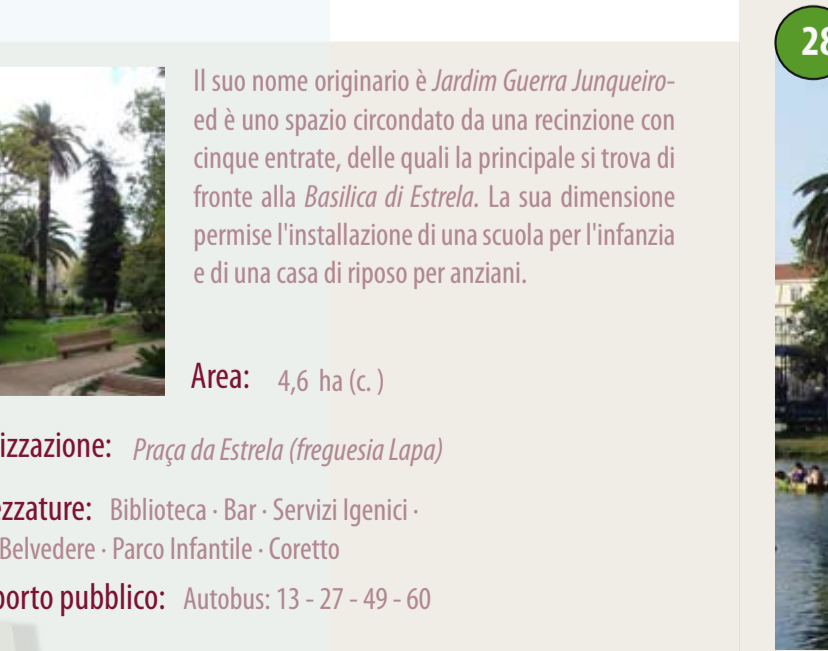 Il suo nome originario è Jardim Guerra Junqueiro-
ed è uno spazio circondato da una recinzione con
cinque entrate, delle quali la principale si trova di
fronte alla Basilica di Estrela. La sua dimensione
permise l'installazione di una scuola per l'infanzia
e di una casa di riposo per anziani.
Area: 4,6 ha (c. )
izzazione: Praça da Estrela (freguesia Lapa)
ezzature: Biblioteca · Bar · Servizi Igenici ·
Belvedere · Parco Infantile · Coretto
porto pubblico: Autobus: 13 - 27 - 49 - 60
28